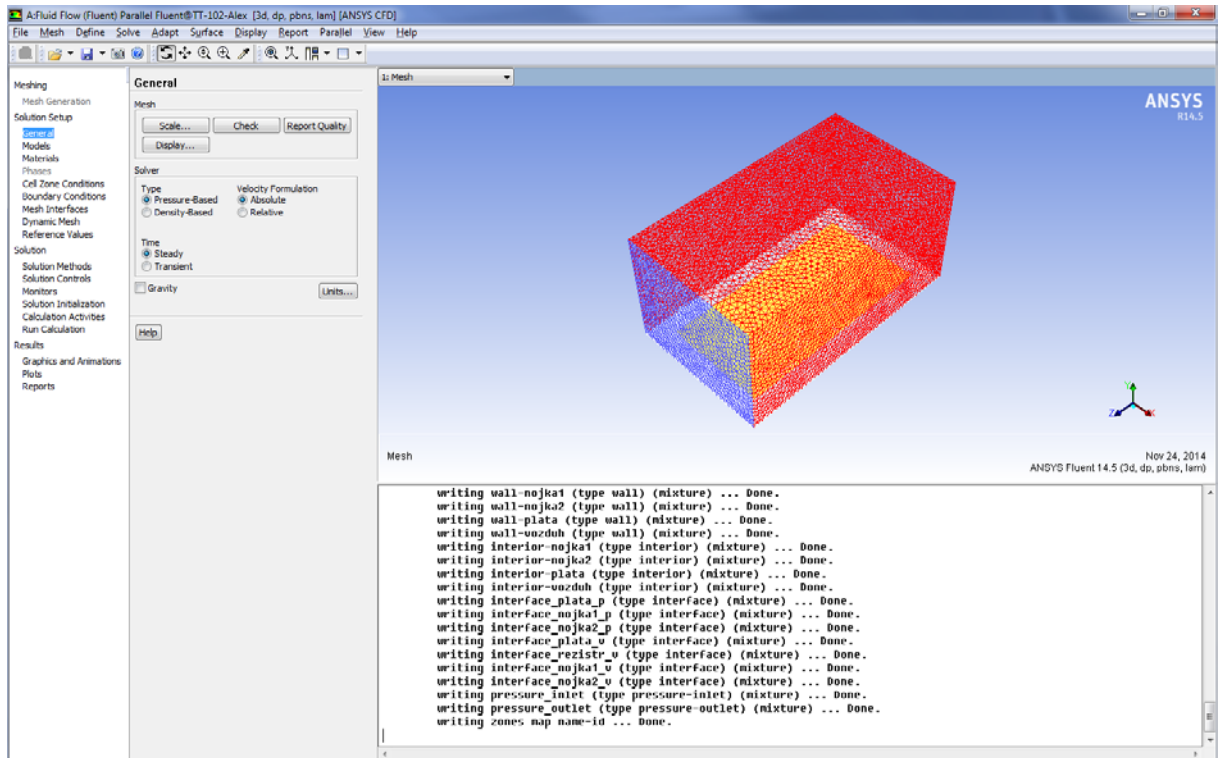 A:Fluid Flow (Fluent) Parallel Fluent@TT-102-Alex [3d, dp, pbns, lam] [ANSYS CFD]
File Mesh Define Solve Adapt Surface Display Report Parallel View Help
Meshing
Mesh Generation
Solution Setup
General
Models
Materials
Phases
Cell Zone Conditions
Boundary Conditions
Mesh Interfaces
Dynamic Mesh
Reference Values
Solution
Solution Methods
Solution Controls
Monitors
Solution Initialization
Calculation Activities
Run Calculation
Results
Graphics and Animations
Plots
Reports
General
Mesh
Scale... Check Report Quality
Display...
Solver
Type Velocity Formulation
Pressure-Based Absolute
Density-Based Relative
Time
Steady
Transient
Gravity Units...
Help
1: Mesh
ANSYS
R14.5
Y
Z X
Mesh Nov 24, 2014
ANSYS Fluent 14.5 (3d, dp, pbns, lam)
writing wall-nojka1 (type wall) (mixture) ... Done.
writing wall-nojka2 (type wall) (mixture) ... Done.
writing wall-plata (type wall) (mixture) ... Done.
writing wall-vozduh (type wall) (mixture) ... Done.
writing interior-nojka1 (type interior) (mixture) ... Done.
writing interior-nojka2 (type interior) (mixture) ... Done.
writing interior-plata (type interior) (mixture) ... Done.
writing interior-vozduh (type interior) (mixture) ... Done.
writing interface_plata_p (type interface) (mixture) ... Done.
writing interface_nojka1_p (type interface) (mixture) ... Done.
writing interface_nojka2_p (type interface) (mixture) ... Done.
writing interface_plata_v (type interface) (mixture) ... Done.
writing interface_rezistr_v (type interface) (mixture) ... Done.
writing interface_nojka1_v (type interface) (mixture) ... Done.
writing interface_nojka2_v (type interface) (mixture) ... Done.
writing pressure_inlet (type pressure-inlet) (mixture) ... Done.
writing pressure_outlet (type pressure-outlet) (mixture) ... Done.
writing zones map name-id ... Done.